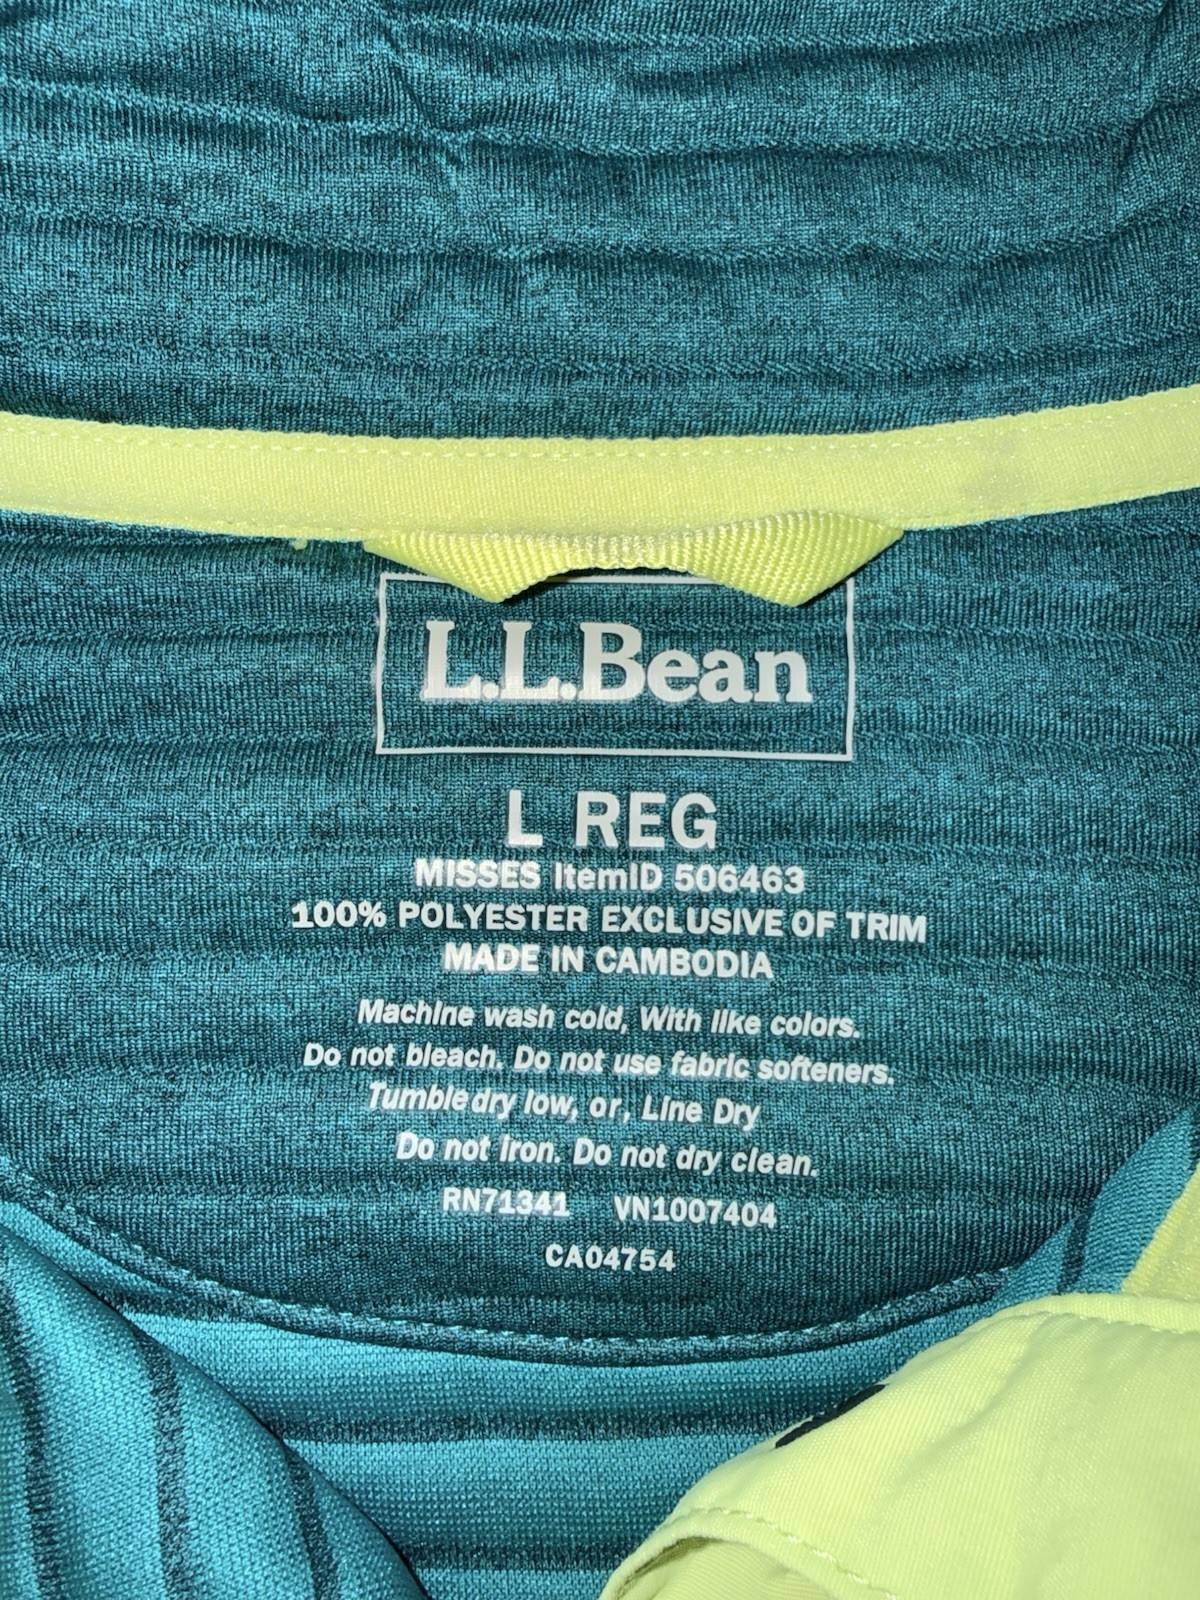 L.L.Bean
L REG
MISSES ItemID 506463
100% POLYESTER EXCLUSIVE OF TRIM
MADE IN CAMBODIA
Machine wash cold, With like colors.
Do not bleach. Do not use fabric softeners.
Tumble dry low, or, Line Dry
Do not Iron. Do not dry clean.
RN71341 VN1007404
CA04754